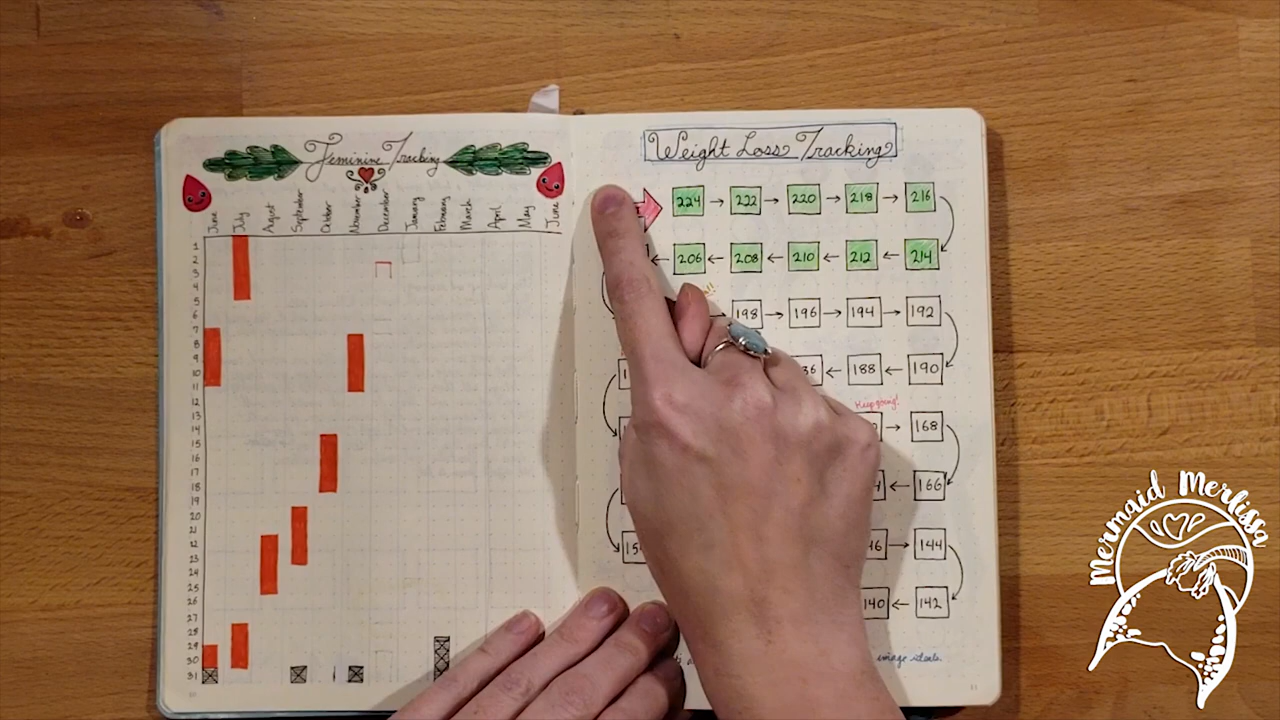 Feminine Tracking
June
July
August
September
October
November
December
January
February
March
April
May
June
1
2
3
4
5
6
7
8
9
10
11
12
13
14
15
16
17
18
19
20
21
22
23
24
25
26
27
28
29
30
31
Weight Loss Tracking
224 → 222 → 220 → 218 → 216
← 206 ← 208 ← 210 ← 212 ← 214
→ 198 → 196 → 194 → 192
188 ← 190
Keep going!
→ 168
← 166
→ 144
140 ← 142
image starts.
11
Mermaid Merlissa